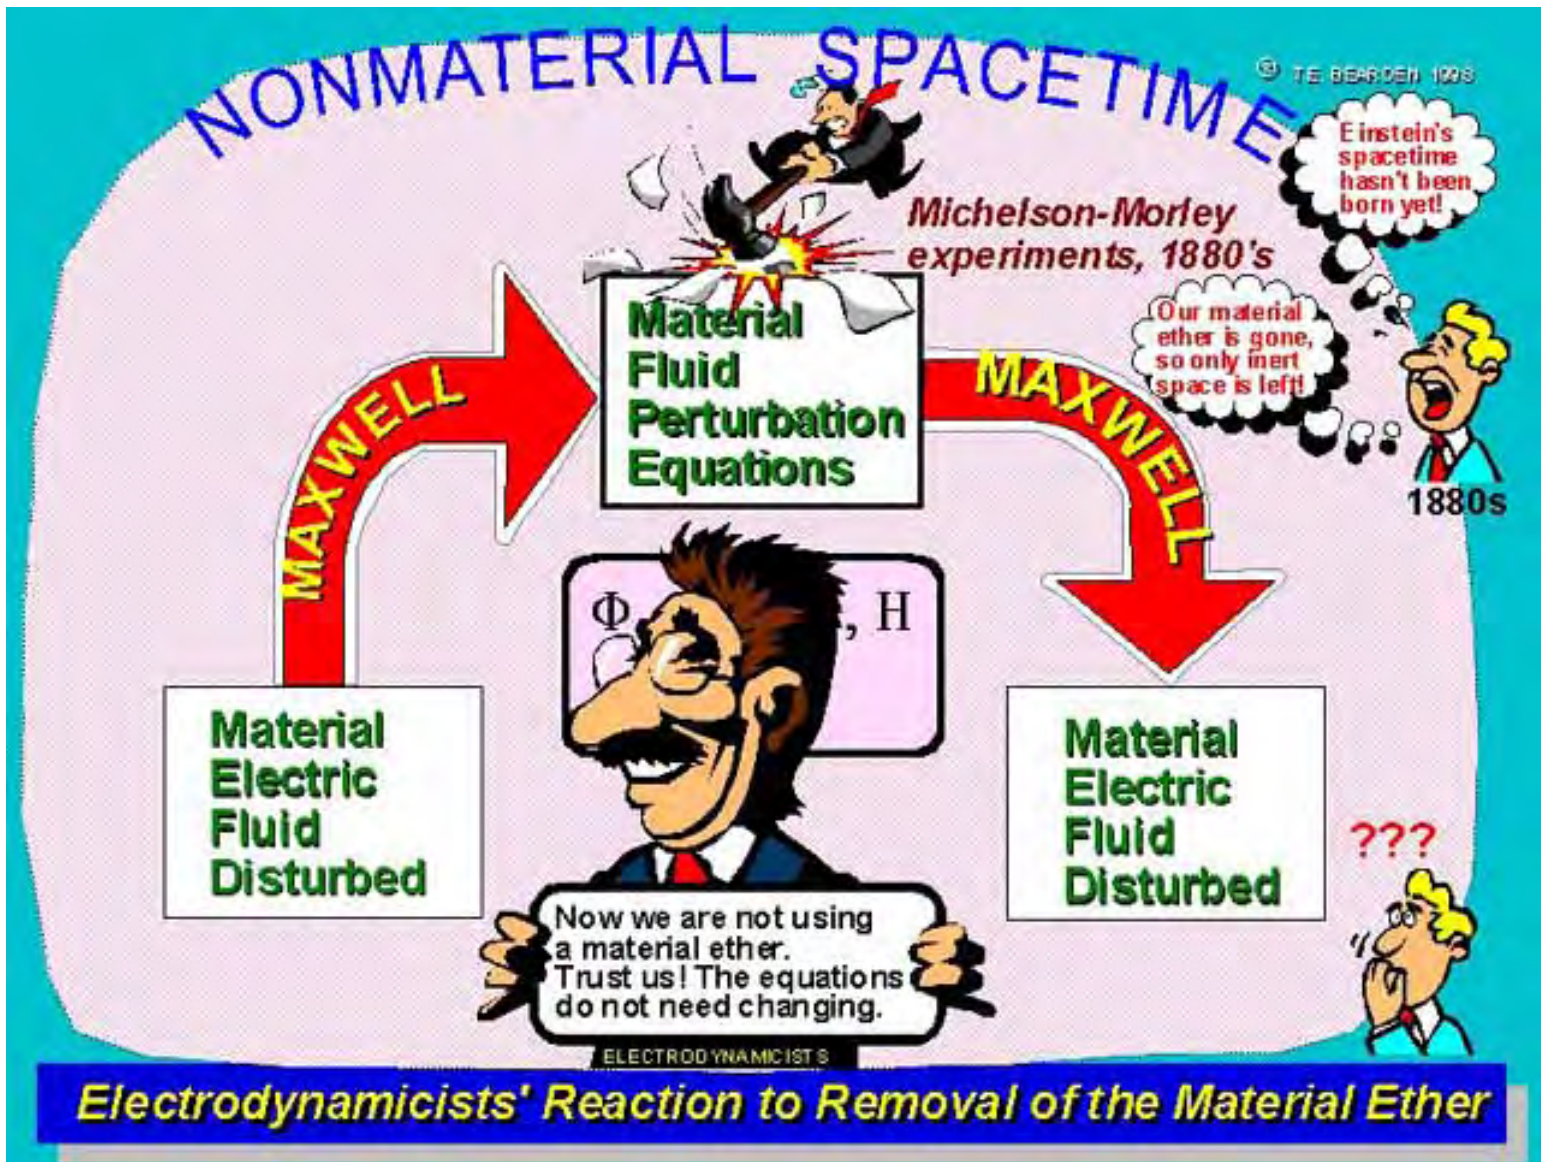 NONMATERIAL SPACETIME
© T.E. BEARDEN 1998
Einstein's
spacetime
hasn't been
born yet!
Michelson-Morley
experiments, 1880's
Our material
ether is gone,
so only inert
space is left!
1880s
Material
Fluid
Perturbation
Equations
MAXWELL
MAXWELL
Φ
, H
Material
Electric
Fluid
Disturbed
Material
Electric
Fluid
Disturbed
???
Now we are not using
a material ether.
Trust us! The equations
do not need changing.
ELECTRODYNAMICISTS
Electrodynamicists' Reaction to Removal of the Material Ether